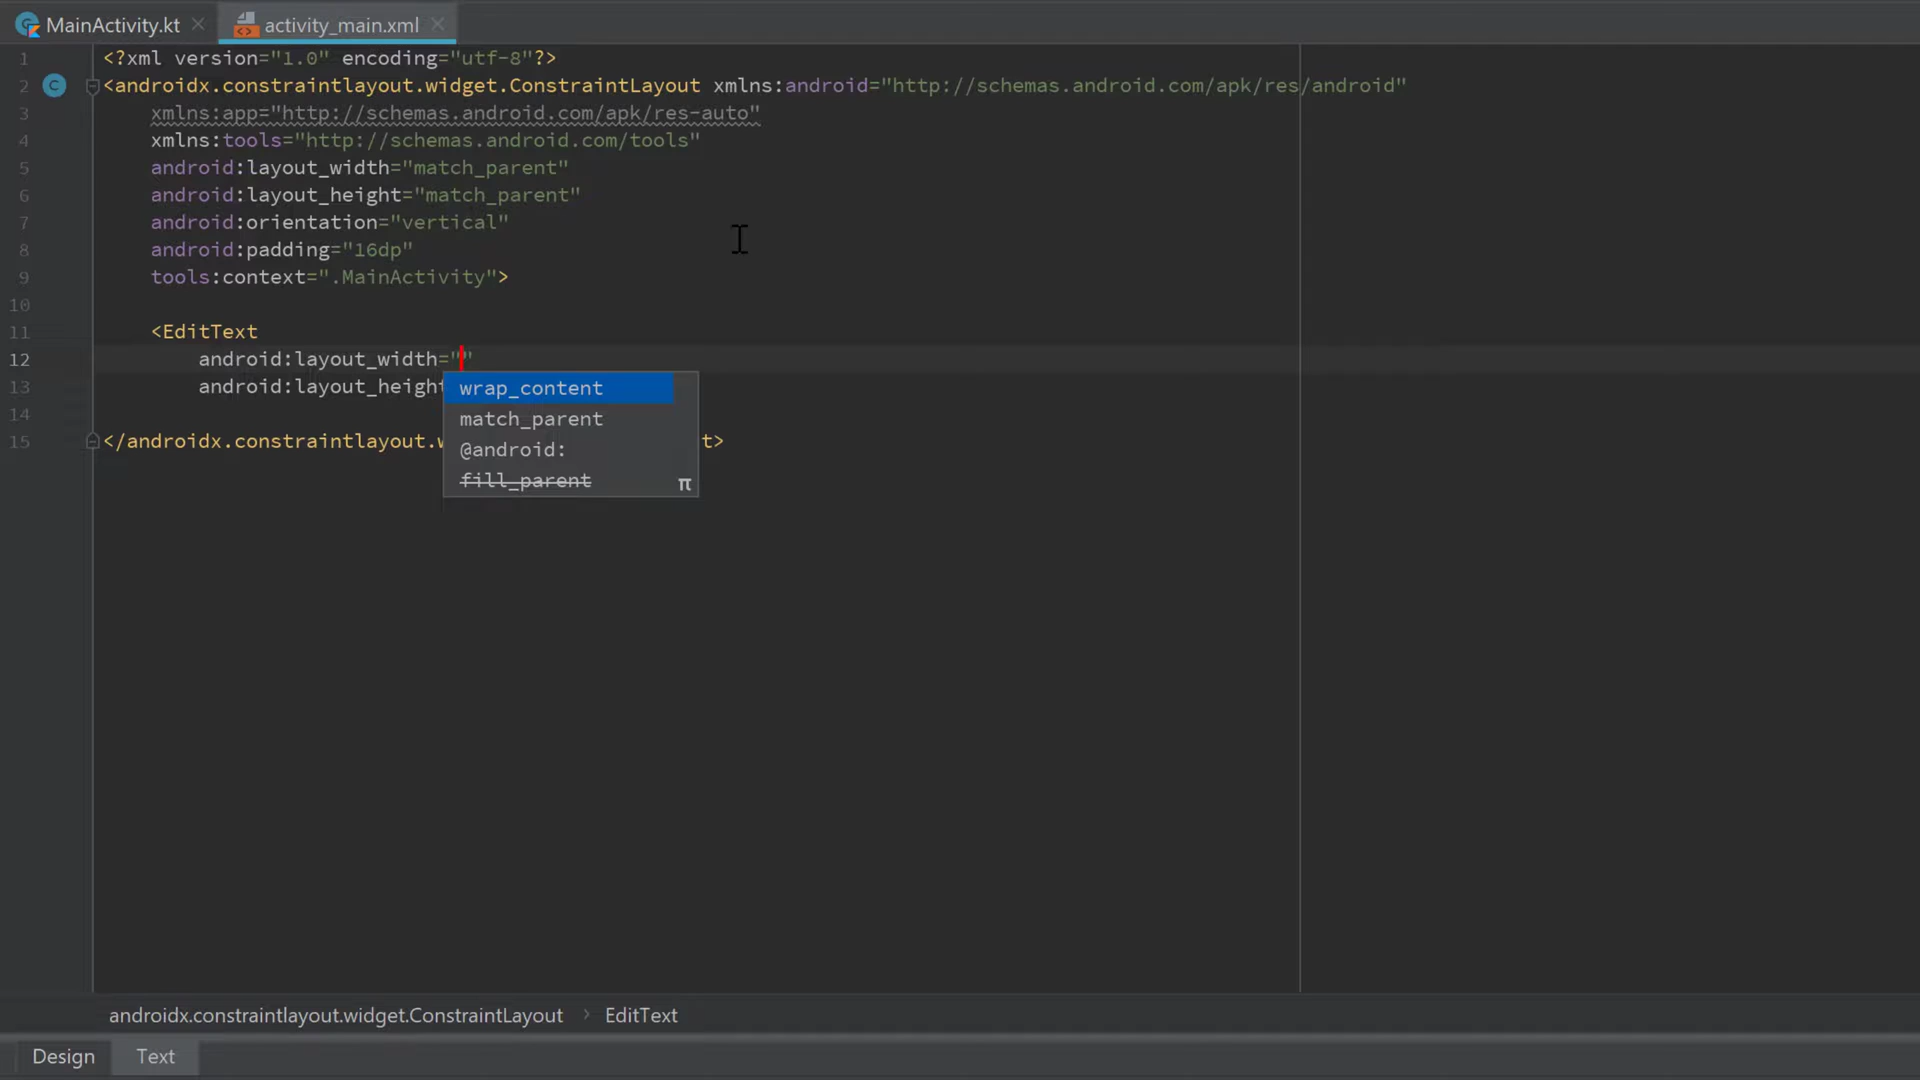 MainActivity.kt
activity_main.xml
1 <?xml version="1.0" encoding="utf-8"?>
2 <androidx.constraintlayout.widget.ConstraintLayout xmlns:android="http://schemas.android.com/apk/res/android"
3 xmlns:app="http://schemas.android.com/apk/res-auto"
4 xmlns:tools="http://schemas.android.com/tools"
5 android:layout_width="match_parent"
6 android:layout_height="match_parent"
7 android:orientation="vertical"
8 android:padding="16dp"
9 tools:context=".MainActivity">
10
11 <EditText
12 android:layout_width=""
13 android:layout_height
wrap_content
match_parent
@android:
fill_parent π
14
15 </androidx.constraintlayout.w t>
androidx.constraintlayout.widget.ConstraintLayout > EditText
Design Text